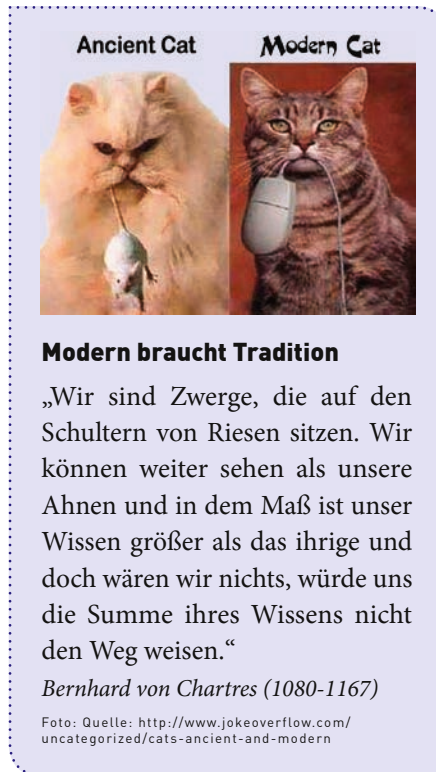 Ancient Cat Modern Cat
Modern braucht Tradition
„Wir sind Zwerge, die auf den
Schultern von Riesen sitzen. Wir
können weiter sehen als unsere
Ahnen und in dem Maß ist unser
Wissen größer als das ihrige und
doch wären wir nichts, würde uns
die Summe ihres Wissens nicht
den Weg weisen.“
Bernhard von Chartres (1080-1167)
Foto: Quelle: http://www.jokeoverflow.com/
uncategorized/cats-ancient-and-modern